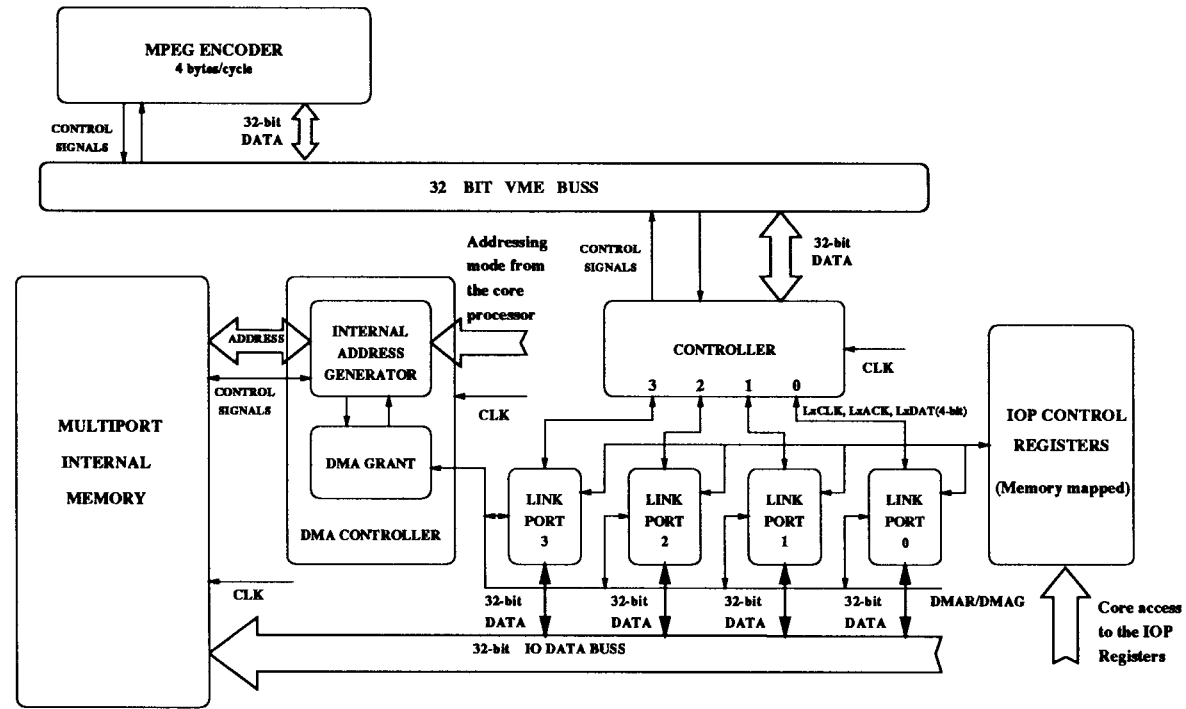 MPEG ENCODER
4 bytes/cycle
CONTROL
SIGNALS
32-bit
DATA
32 BIT VME BUSS
Addressing
mode from
the core
processor
CONTROL
SIGNALS
32-bit
DATA
MULTIPORT
INTERNAL
MEMORY
ADDRESS
CONTROL
SIGNALS
INTERNAL
ADDRESS
GENERATOR
DMA GRANT
DMA CONTROLLER
CLK
CLK
CONTROLLER
3 2 1 0
CLK
LxCLK, LxACK, LxDAT(4-bit)
LINK
PORT
3
LINK
PORT
2
LINK
PORT
1
LINK
PORT
0
IOP CONTROL
REGISTERS
(Memory mapped)
32-bit
DATA
32-bit
DATA
32-bit
DATA
32-bit
DATA
DMAR/DMAG
32-bit IO DATA BUSS
Core access
to the IOP
Registers